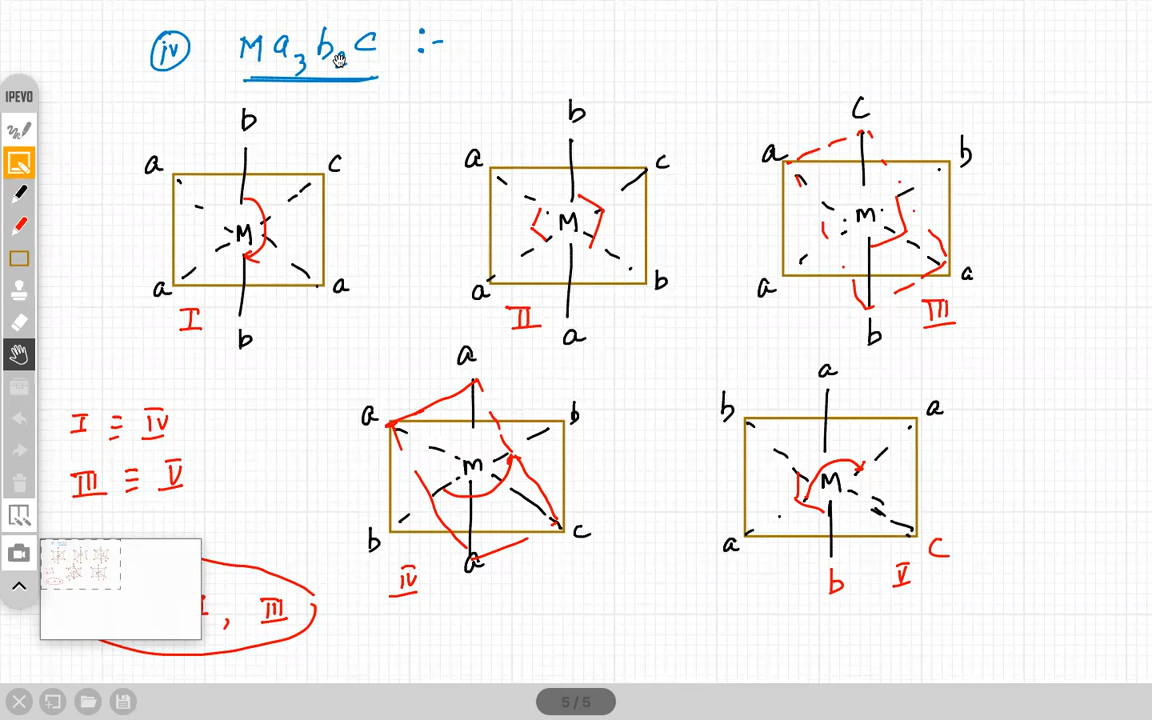 iv Ma₃b₂c :-
IPEVO
b
a c
M
a a
I
b
b
a c
M
a b
II
a
c
a b
M
a a
III
b
a
a b
M
b c
a
iv
a
b a
M
a c
b V
I ≡ iv
III ≡ V
, III
5 / 5